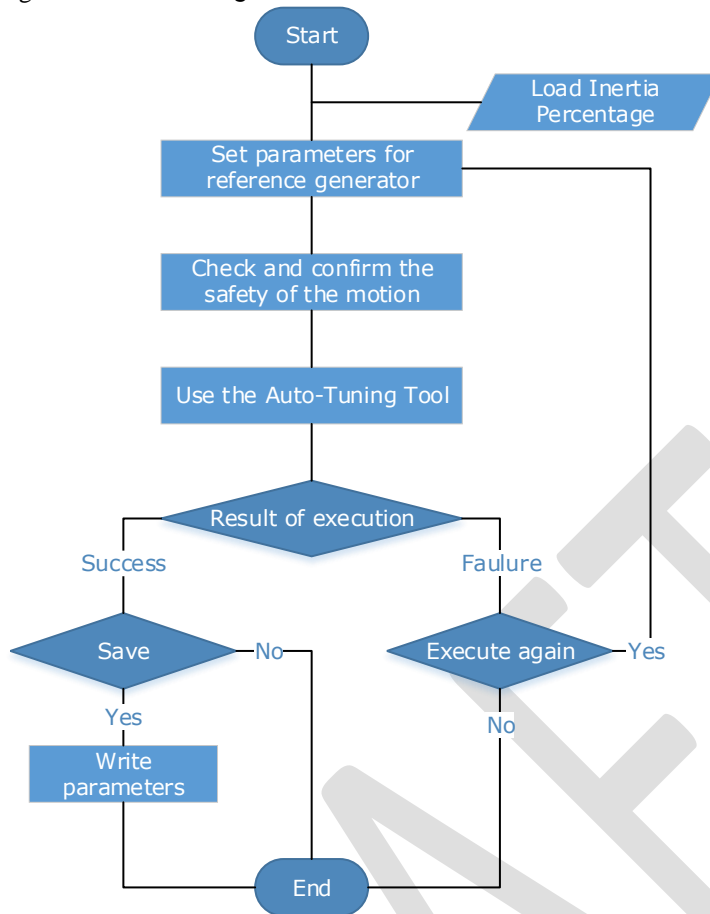 Start
Load Inertia
Percentage
Set parameters for
reference generator
Check and confirm the
safety of the motion
Use the Auto-Tuning Tool
Result of execution
Success
Faulure
Save
No
Execute again
Yes
Yes
No
Write
parameters
End